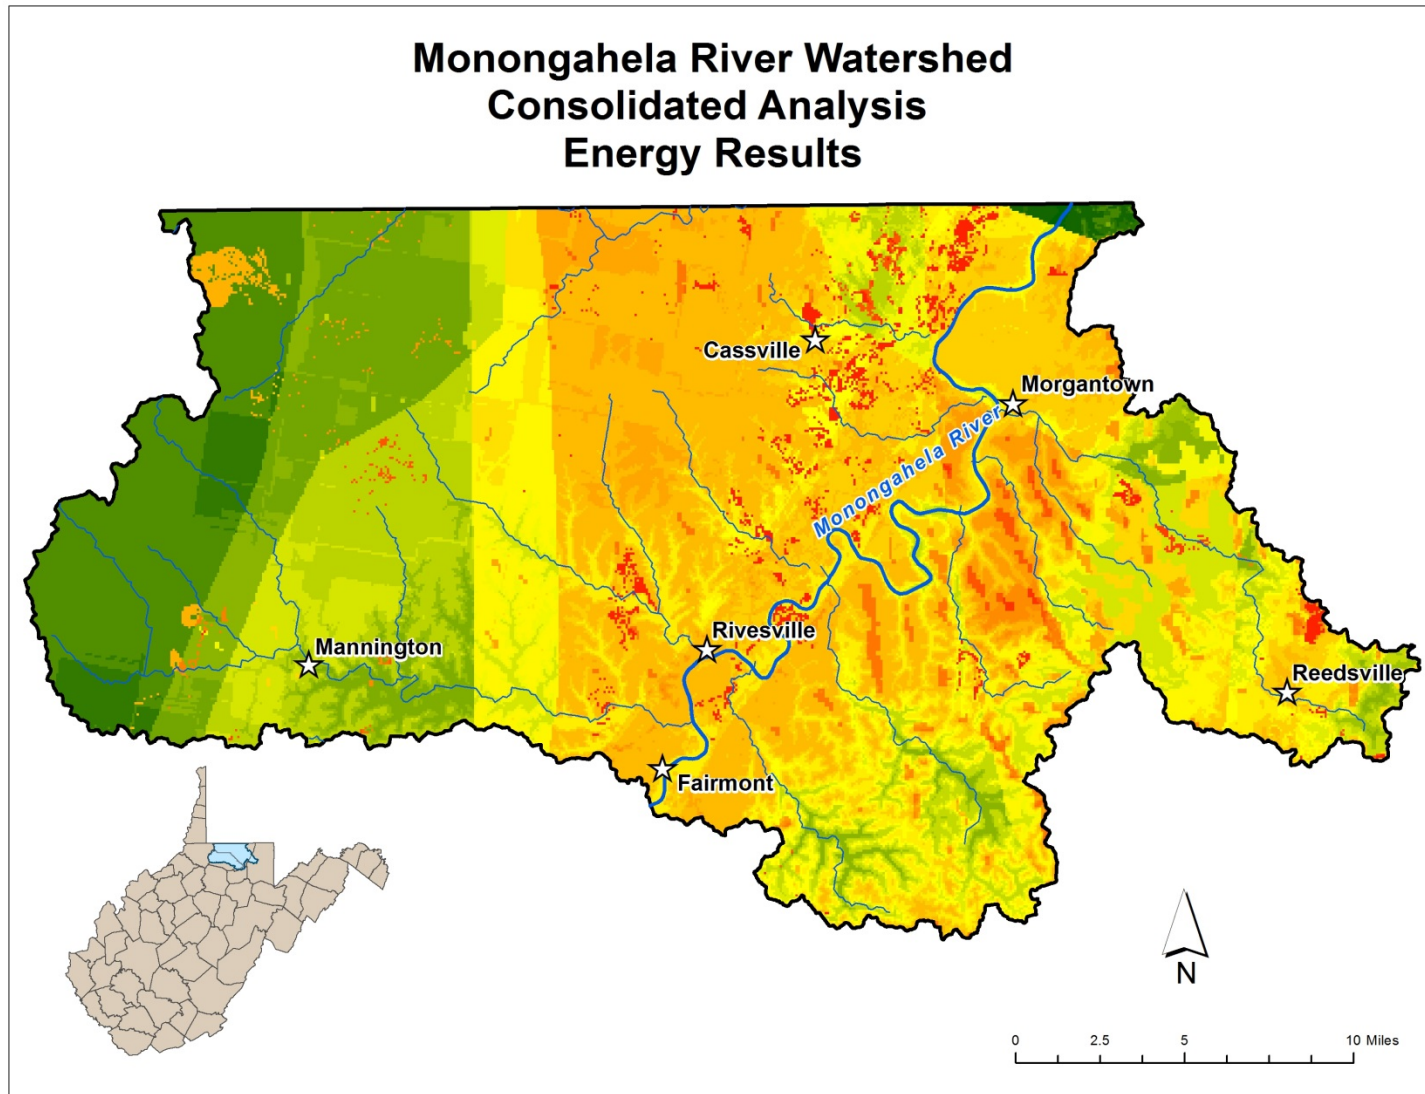 Monongahela River Watershed
Consolidated Analysis
Energy Results
Cassville
Morgantown
Monongahela River
Rivesville
Mannington
Reedsville
Fairmont
N
0 2.5 5 10 Miles